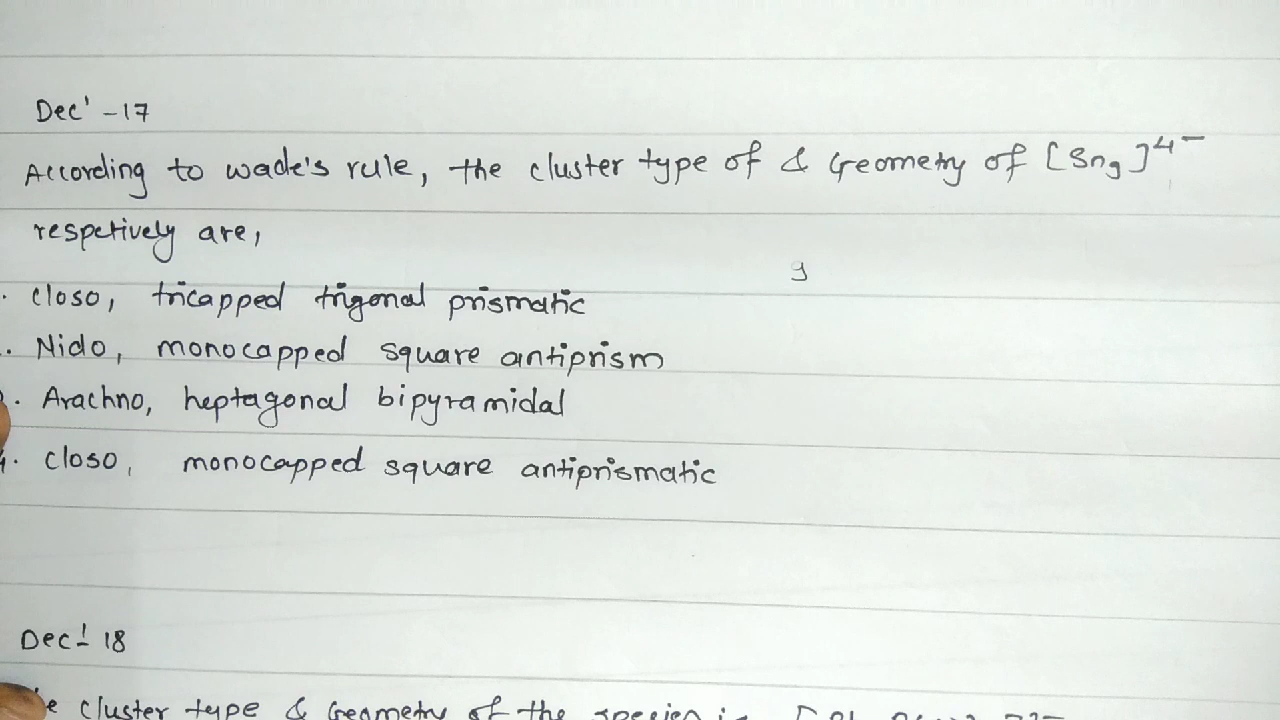 Dec' -17
According to wade's rule, the cluster type of & Geometry of [Sn9]4-
respetively are,
9
. closo, tricapped trigonal prismatic
. Nido, monocapped square antiprism
. Arachno, heptagonal bipyramidal
. closo, monocapped square antiprismatic
Dec! 18
cluster type & Geometry of the species